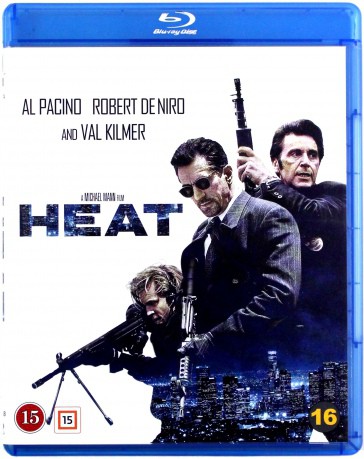 Blu-ray Disc
AL PACINO ROBERT DE NIRO
AND VAL KILMER
A MICHAEL MANN FILM
HEAT
15
15
16